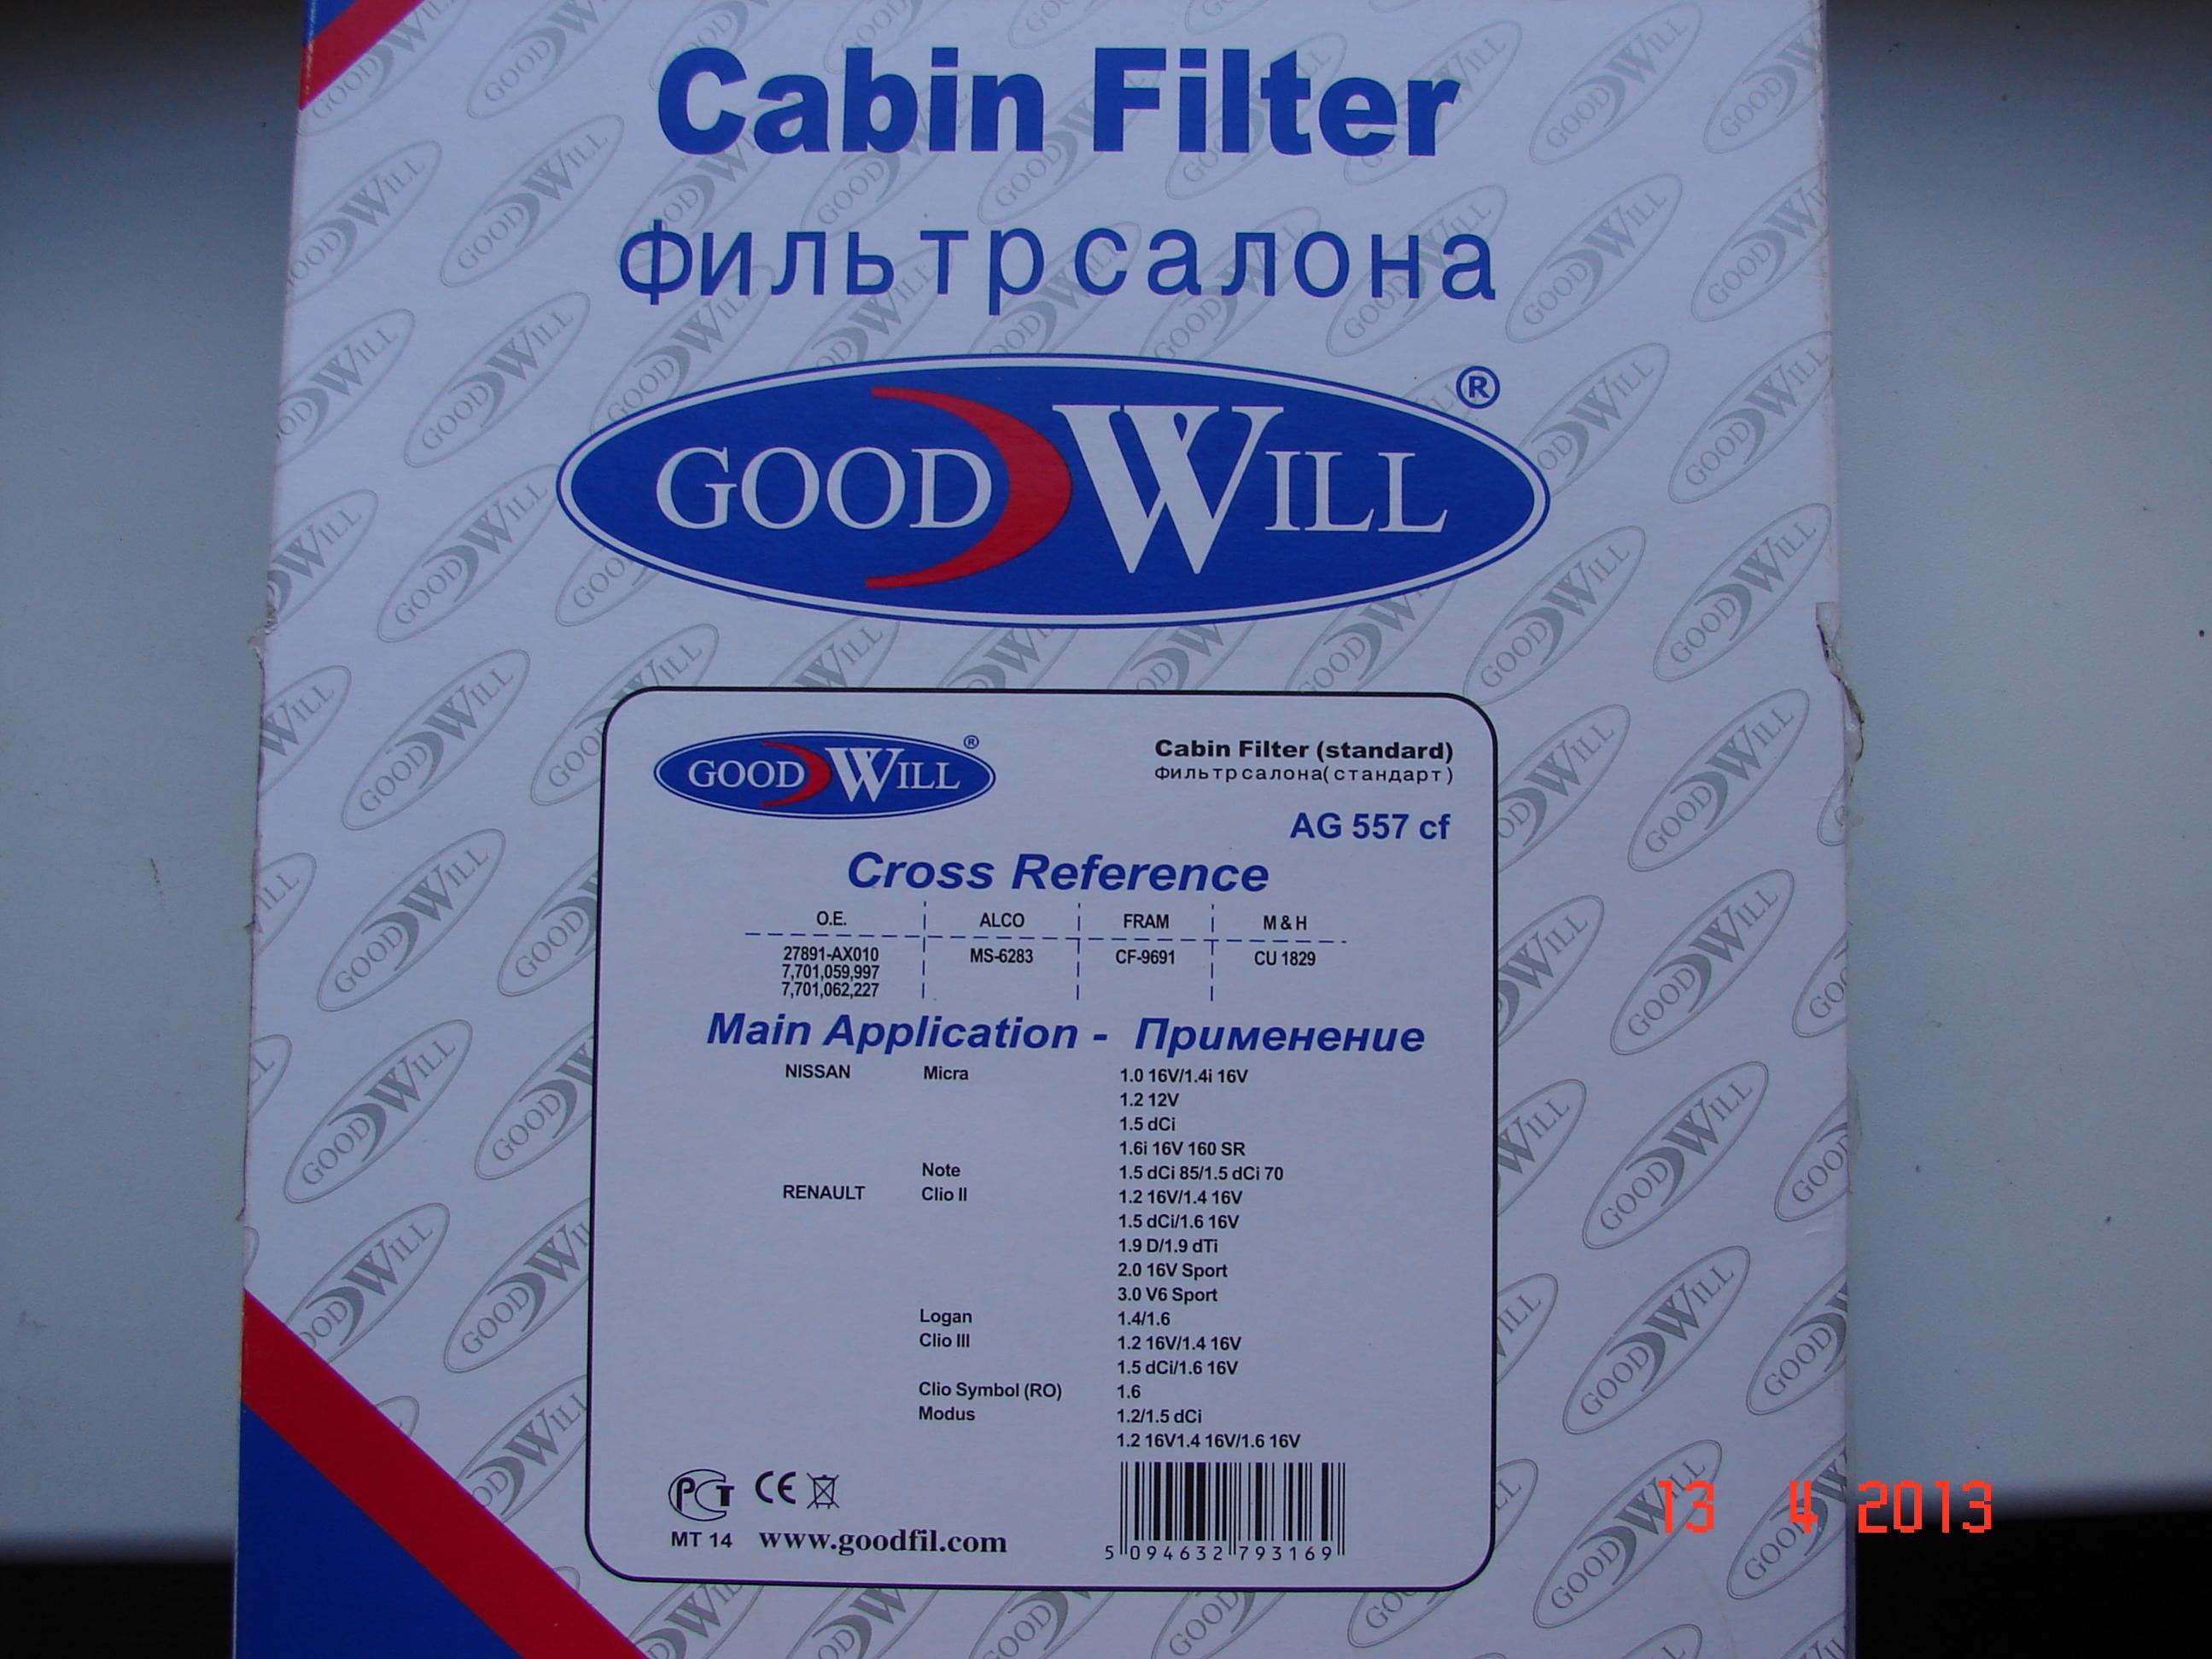 Cabin Filter
Фильтр салона
GOOD WILL ®
GOOD WILL ®
Cabin Filter (standard)
Фильтр салона(стандарт)
AG 557 cf
Cross Reference
O.E. ALCO FRAM M & H
27891-AX010 MS-6283 CF-9691 CU 1829
7,701,059,997
7,701,062,227
Main Application - Применение
NISSAN Micra 1.0 16V/1.4i 16V
1.2 12V
1.5 dCi
1.6i 16V 160 SR
Note 1.5 dCi 85/1.5 dCi 70
RENAULT Clio II 1.2 16V/1.4 16V
1.5 dCi/1.6 16V
1.9 D/1.9 dTi
2.0 16V Sport
3.0 V6 Sport
Logan 1.4/1.6
Clio III 1.2 16V/1.4 16V
1.5 dCi/1.6 16V
Clio Symbol (RO) 1.6
Modus 1.2/1.5 dCi
1.2 16V1.4 16V/1.6 16V
РСТ CE
MT 14 www.goodfil.com
5 094632 793169
13 4 2013